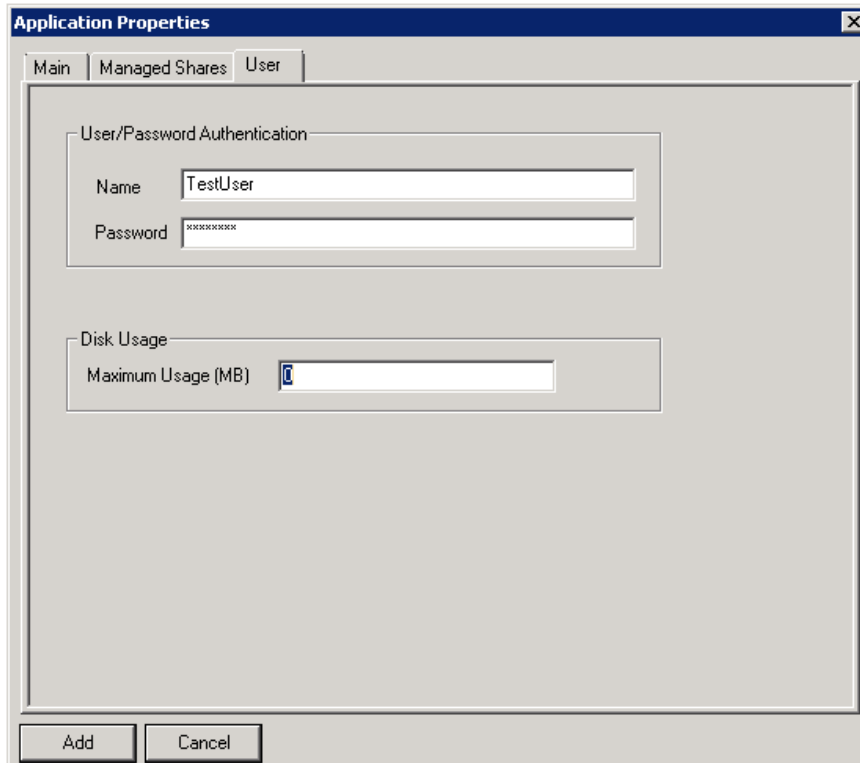 Application Properties
Main Managed Shares User
User/Password Authentication
Name TestUser
Password ********
Disk Usage
Maximum Usage (MB) 0
Add Cancel